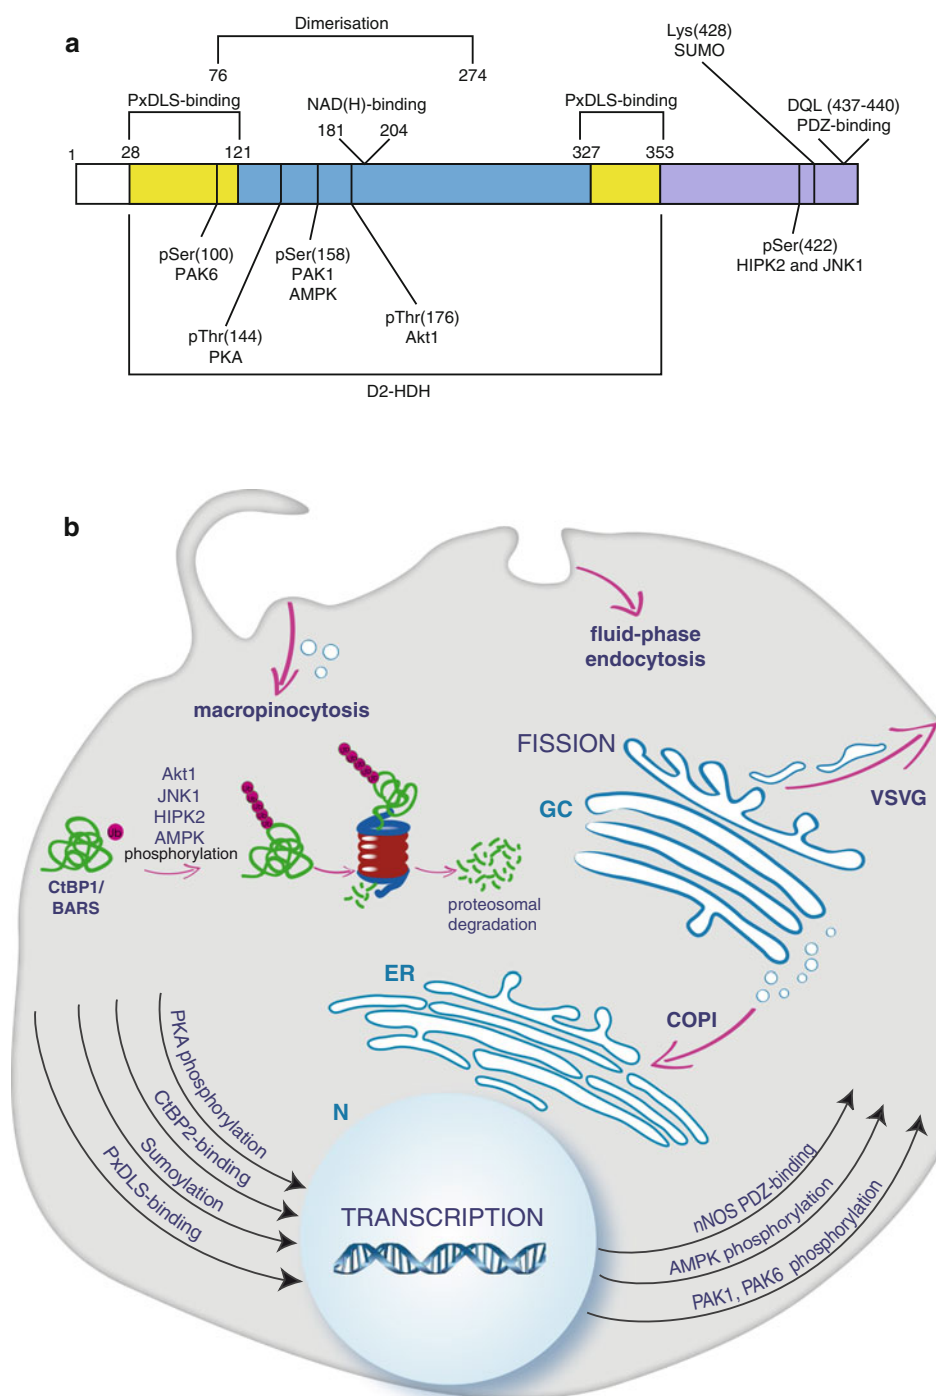 a
Dimerisation
76
274
Lys(428)
SUMO
PxDLS-binding
NAD(H)-binding
PxDLS-binding
DQL (437-440)
PDZ-binding
181
204
1
28
121
327
353
pSer(100)
PAK6
pSer(158)
PAK1
AMPK
pSer(422)
HIPK2 and JNK1
pThr(144)
PKA
pThr(176)
Akt1
D2-HDH
b
fluid-phase
endocytosis
macropinocytosis
FISSION
GC
VSVG
Akt1
JNK1
HIPK2
AMPK
phosphorylation
CtBP1/
BARS
proteosomal
degradation
ER
COPI
N
PKA phosphorylation
CtBP2-binding
Sumoylation
PxDLS-binding
TRANSCRIPTION
nNOS PDZ-binding
AMPK phosphorylation
PAK1, PAK6 phosphorylation